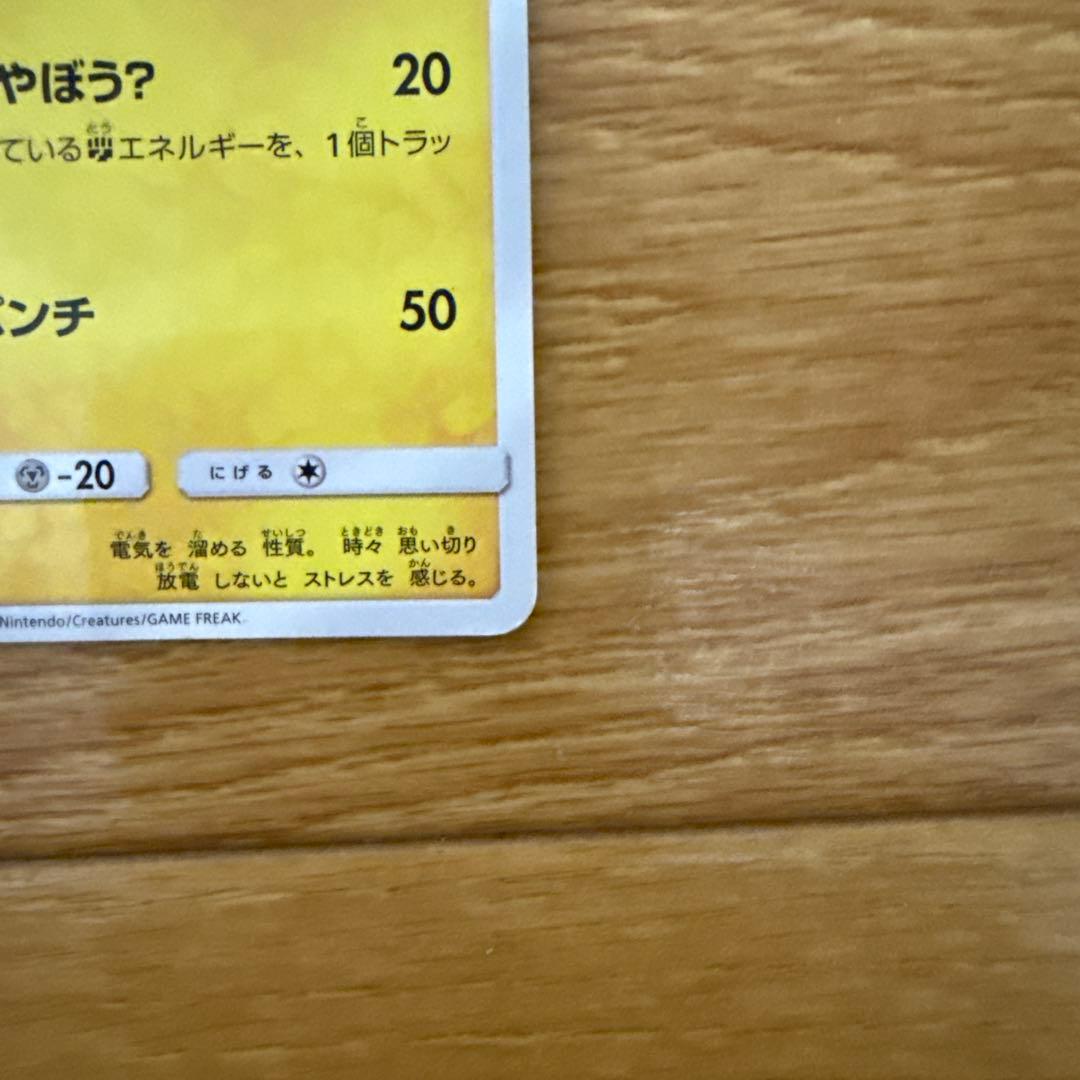 やぼう? 20
ている エネルギーを、1個トラッ
ンチ 50
-20 にげる
電気を 溜める 性質。 時々 思い切り
放電 しないと ストレスを 感じる。
Nintendo/Creatures/GAME FREAK